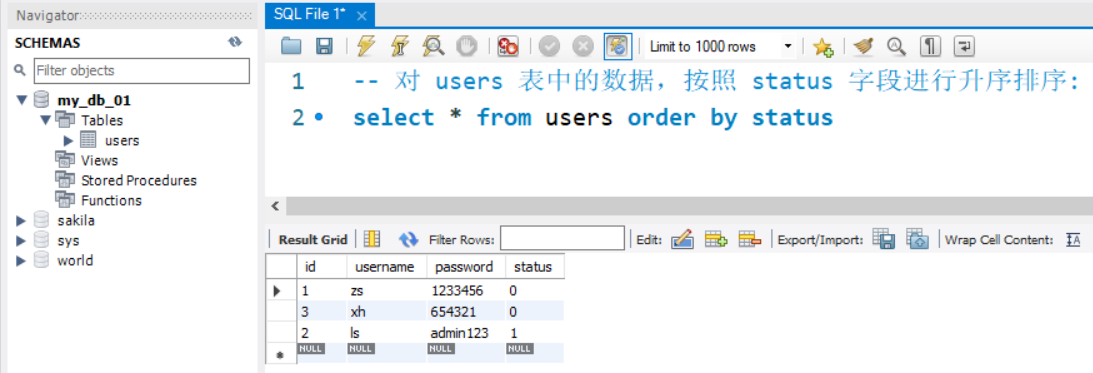 Navigator
SQL File 1*
SCHEMAS
Filter objects
my_db_01
Tables
users
Views
Stored Procedures
Functions
sakila
sys
world
Limit to 1000 rows
1 -- 对 users 表中的数据，按照 status 字段进行升序排序:
2 select * from users order by status
Result Grid Filter Rows: Edit: Export/Import: Wrap Cell Content: IA
id username password status
1 zs 1233456 0
3 xh 654321 0
2 ls admin123 1
NULL NULL NULL NULL